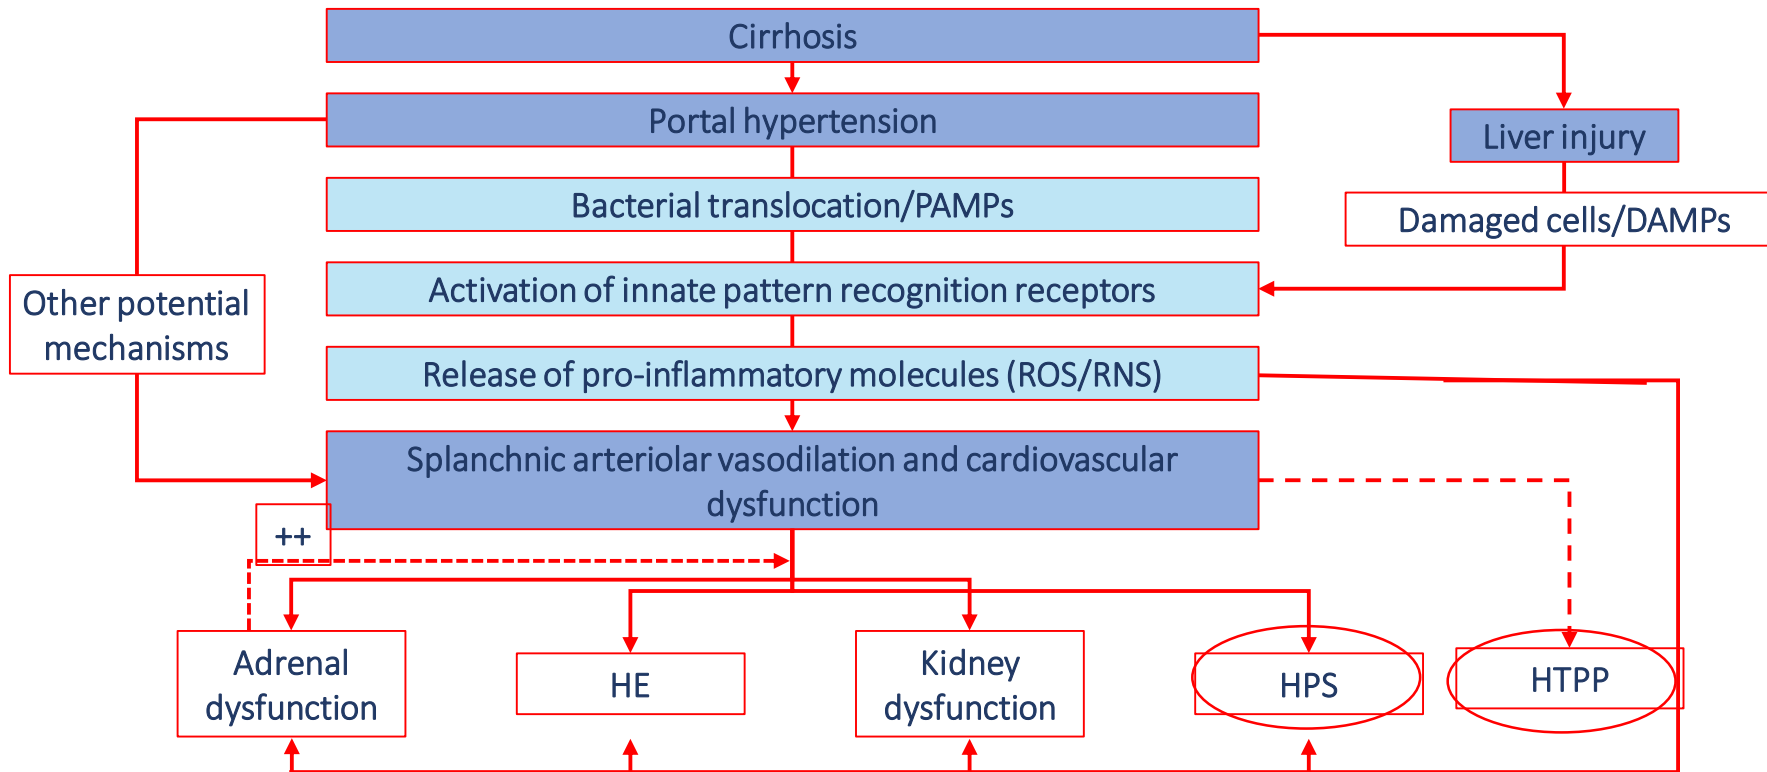 Cirrhosis
Portal hypertension
Liver injury
Bacterial translocation/PAMPs
Damaged cells/DAMPs
Activation of innate pattern recognition receptors
Other potential
mechanisms
Release of pro-inflammatory molecules (ROS/RNS)
Splanchnic arteriolar vasodilation and cardiovascular
dysfunction
++
Adrenal
dysfunction
HE
Kidney
dysfunction
HPS
HTPP